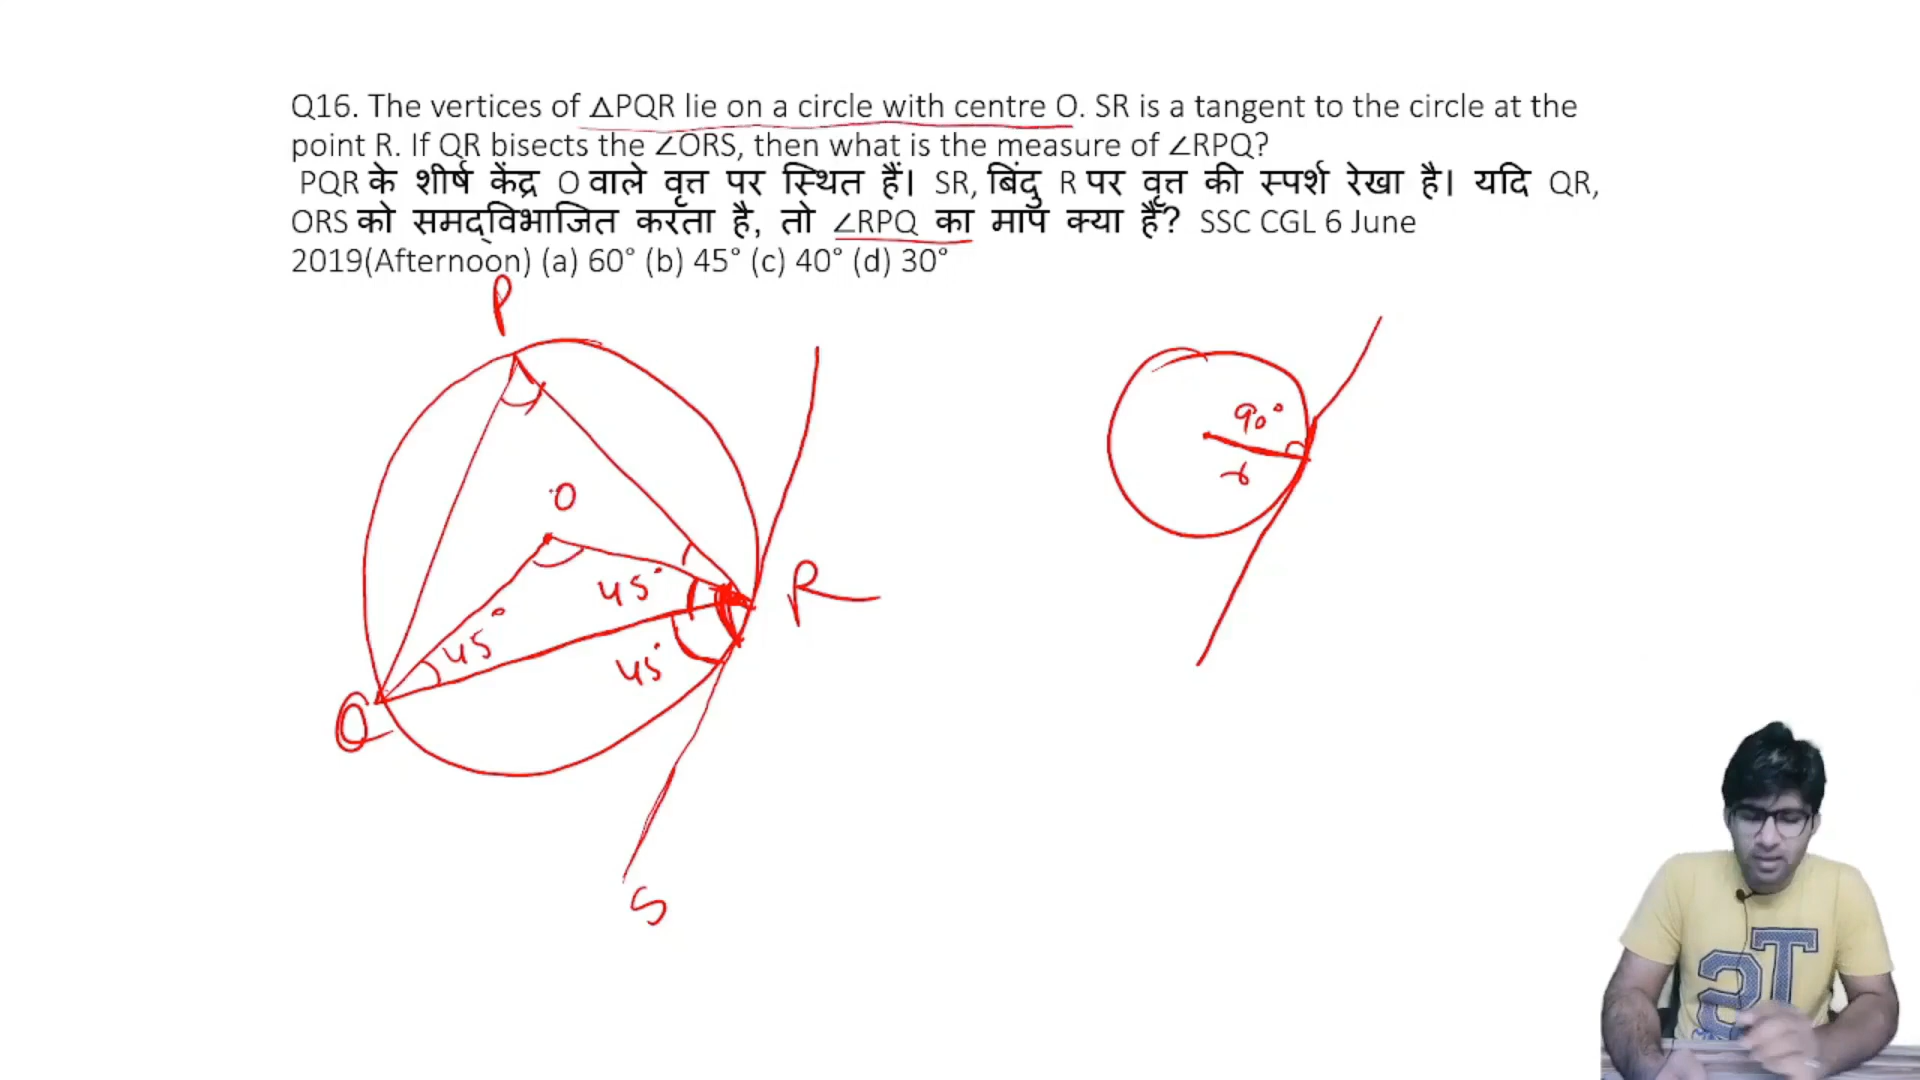 Q16. The vertices of △PQR lie on a circle with centre O. SR is a tangent to the circle at the
point R. If QR bisects the ∠ORS, then what is the measure of ∠RPQ?
PQR के शीर्ष केंद्र O वाले वृत्त पर स्थित हैं। SR, बिंदु R पर वृत्त की स्पर्श रेखा है। यदि QR,
ORS को समद्विभाजित करता है, तो ∠RPQ का माप क्या है? SSC CGL 6 June
2019(Afternoon) (a) 60° (b) 45° (c) 40° (d) 30°
P
90°
r
O
45°
R
45°
45°
Q
S